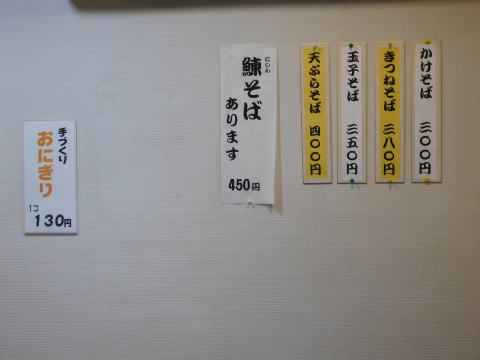 かけそば 三〇〇円
きつねそば 三八〇円
玉子そば 三五〇円
天ぷらそば 四〇〇円
にしん
鰊そば
あります
450円
手づくり
おにぎり
1コ
130円